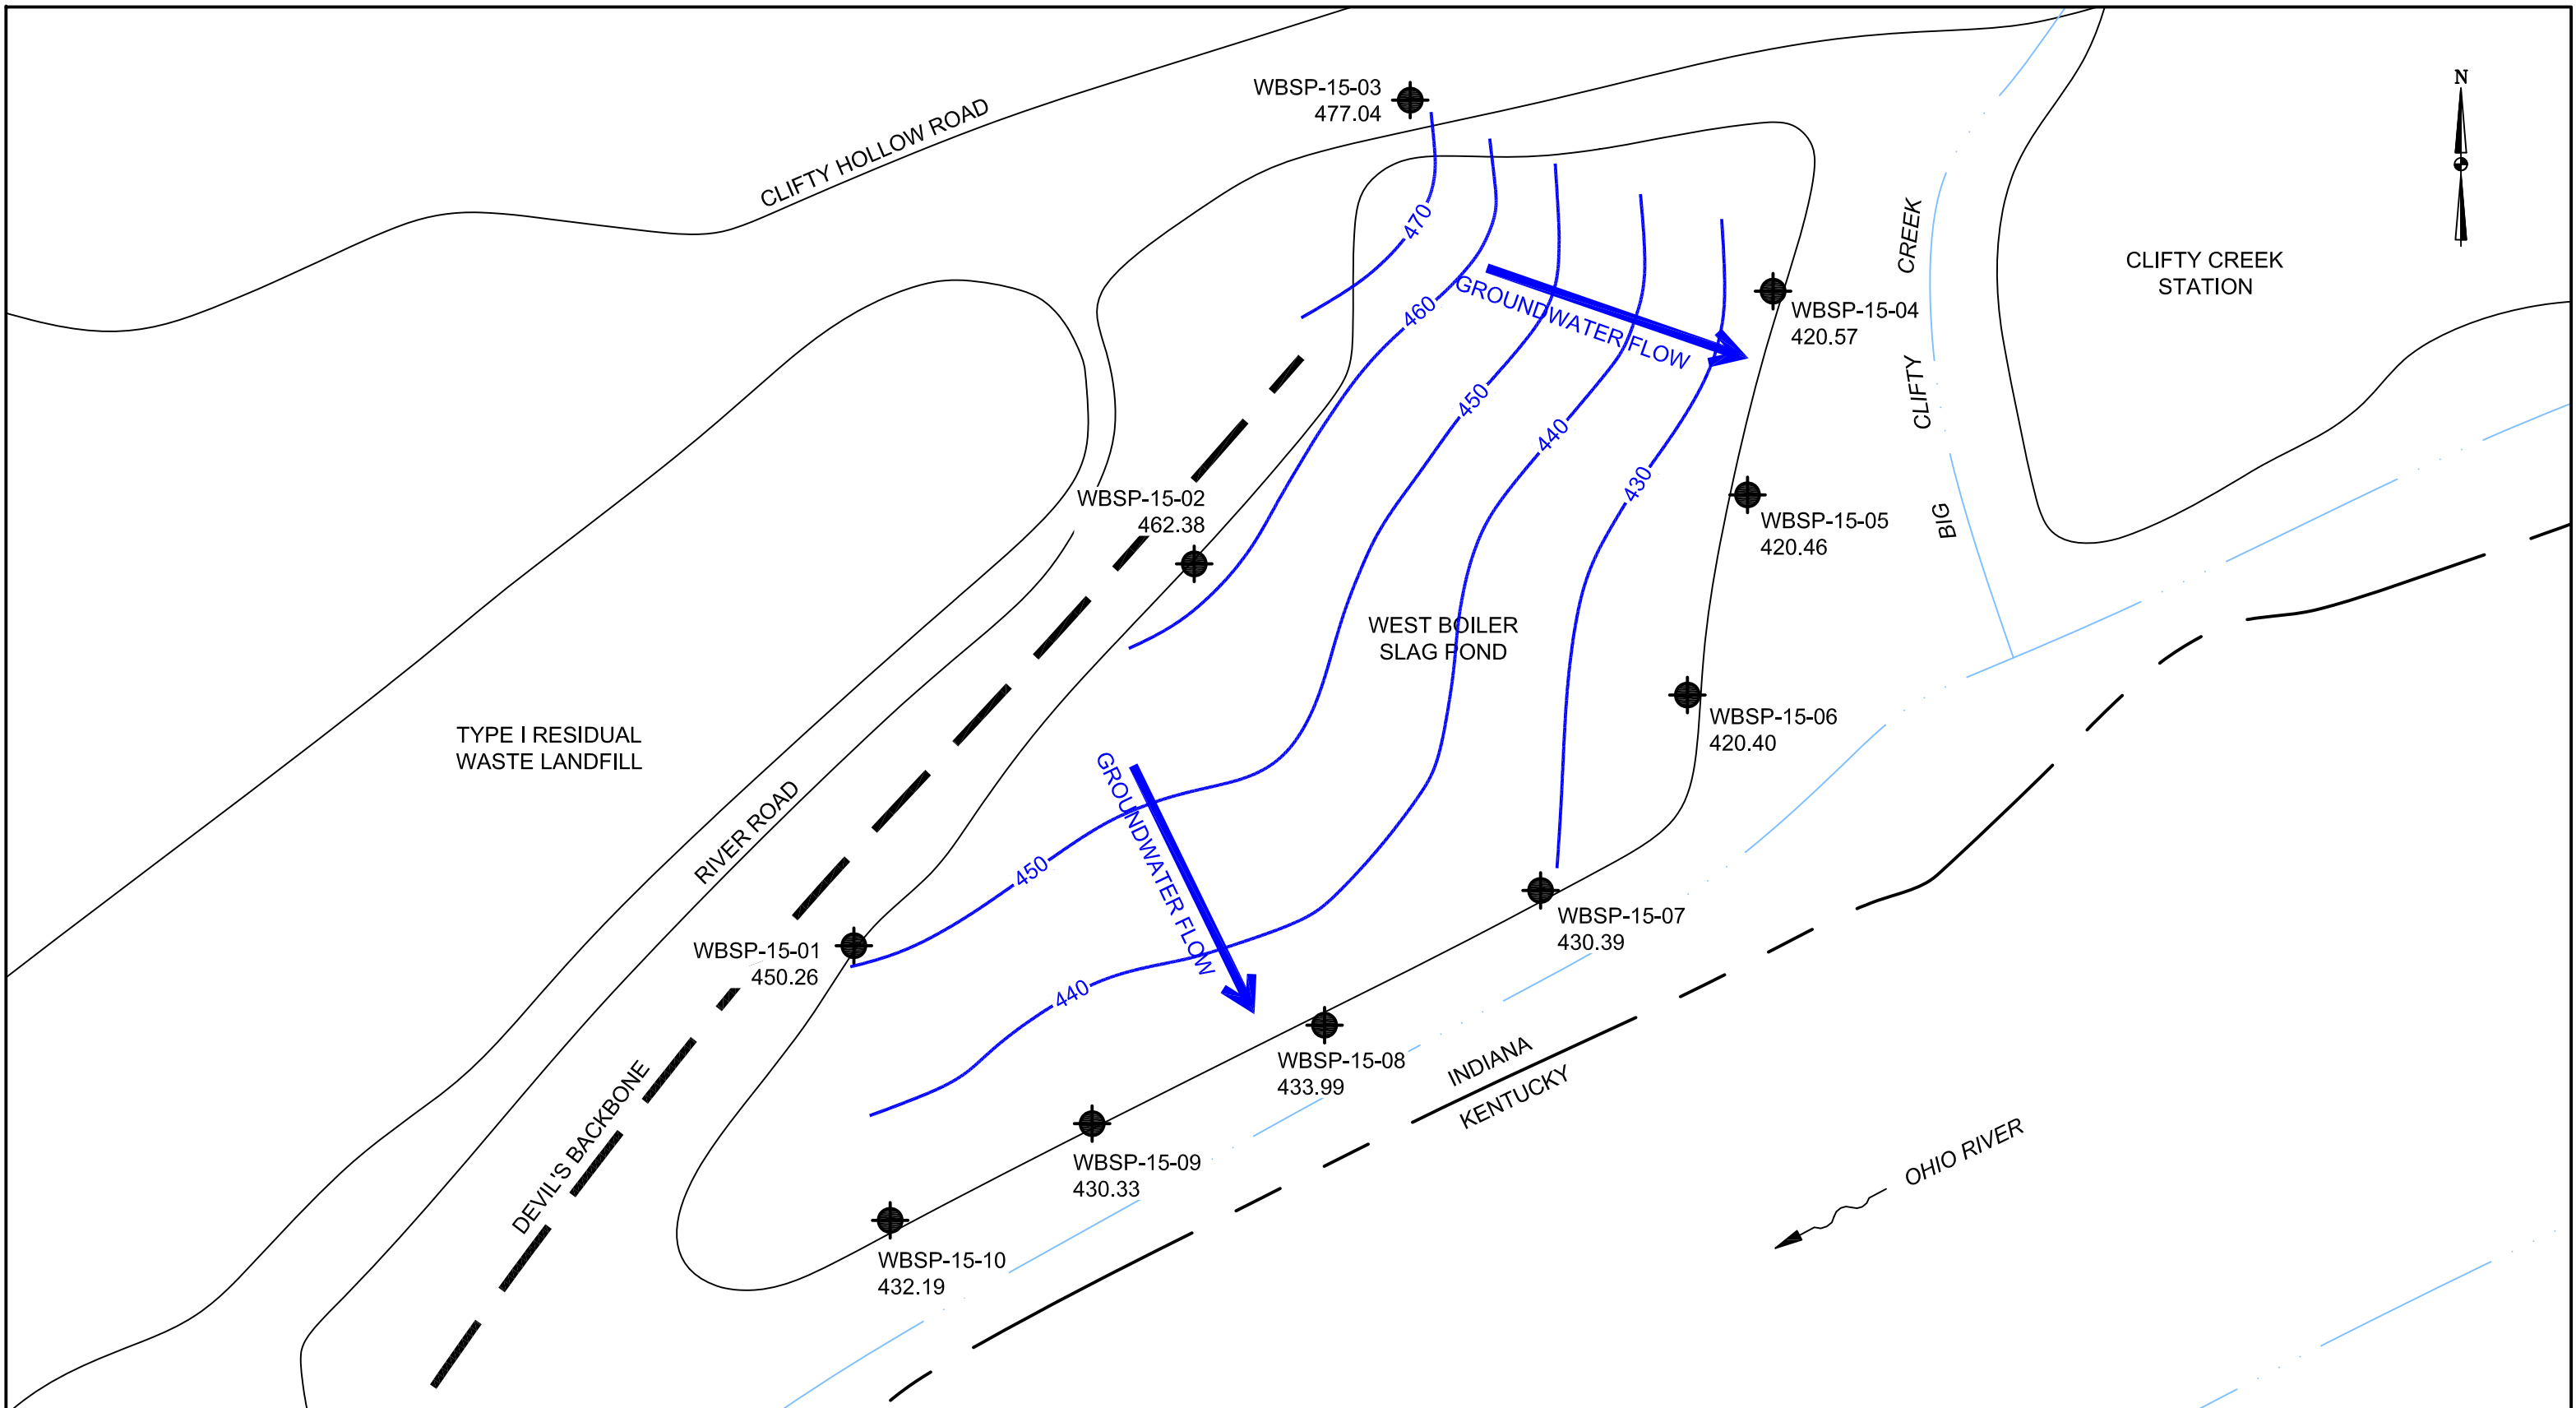 WBSP-15-03
477.04
N
CLIFTY HOLLOW ROAD
470
CREEK
CLIFTY
BIG
CLIFTY CREEK
STATION
460
GROUNDWATER FLOW
WBSP-15-04
420.57
450
440
430
WBSP-15-02
462.38
WBSP-15-05
420.46
WEST BOILER
SLAG POND
WBSP-15-06
420.40
TYPE I RESIDUAL
WASTE LANDFILL
RIVER ROAD
GROUNDWATER FLOW
450
WBSP-15-01
450.26
440
WBSP-15-07
430.39
WBSP-15-08
433.99
INDIANA
KENTUCKY
DEVIL'S BACKBONE
WBSP-15-09
430.33
OHIO RIVER
WBSP-15-10
432.19